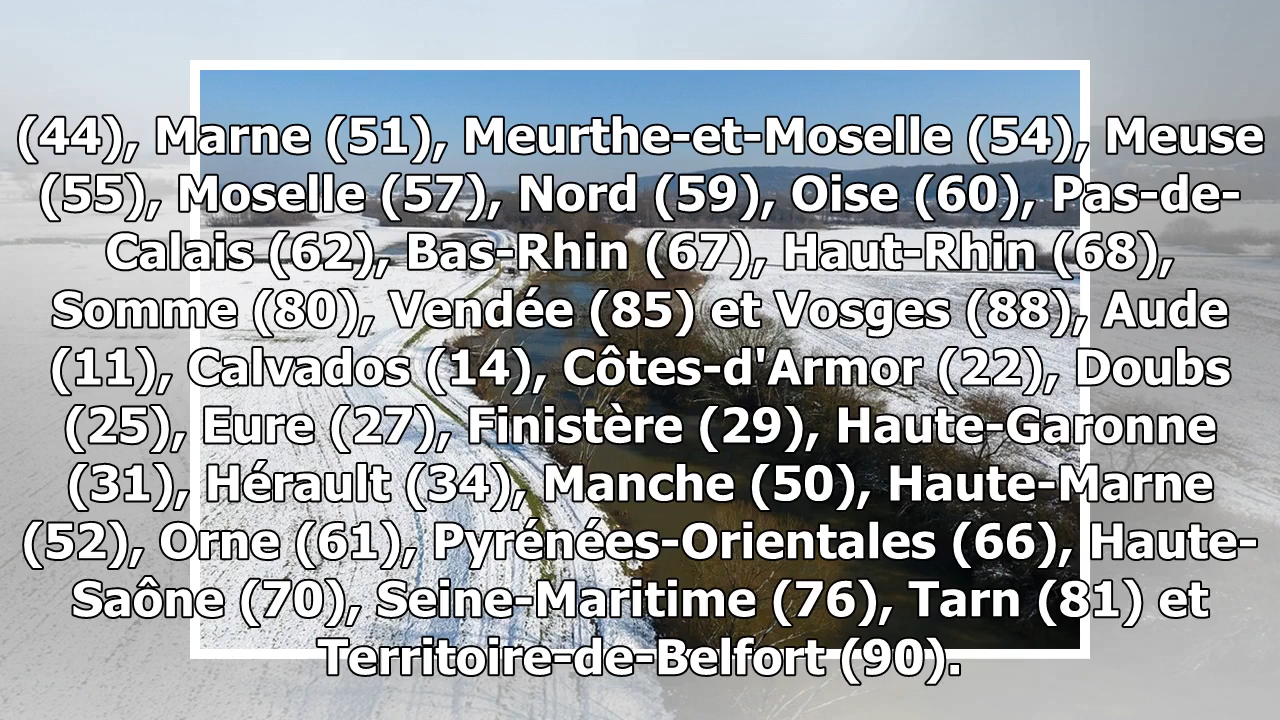 (44), Marne (51), Meurthe-et-Moselle (54), Meuse
(55), Moselle (57), Nord (59), Oise (60), Pas-de-
Calais (62), Bas-Rhin (67), Haut-Rhin (68),
Somme (80), Vendée (85) et Vosges (88), Aude
(11), Calvados (14), Côtes-d'Armor (22), Doubs
(25), Eure (27), Finistère (29), Haute-Garonne
(31), Hérault (34), Manche (50), Haute-Marne
(52), Orne (61), Pyrénées-Orientales (66), Haute-
Saône (70), Seine-Maritime (76), Tarn (81) et
Territoire-de-Belfort (90).